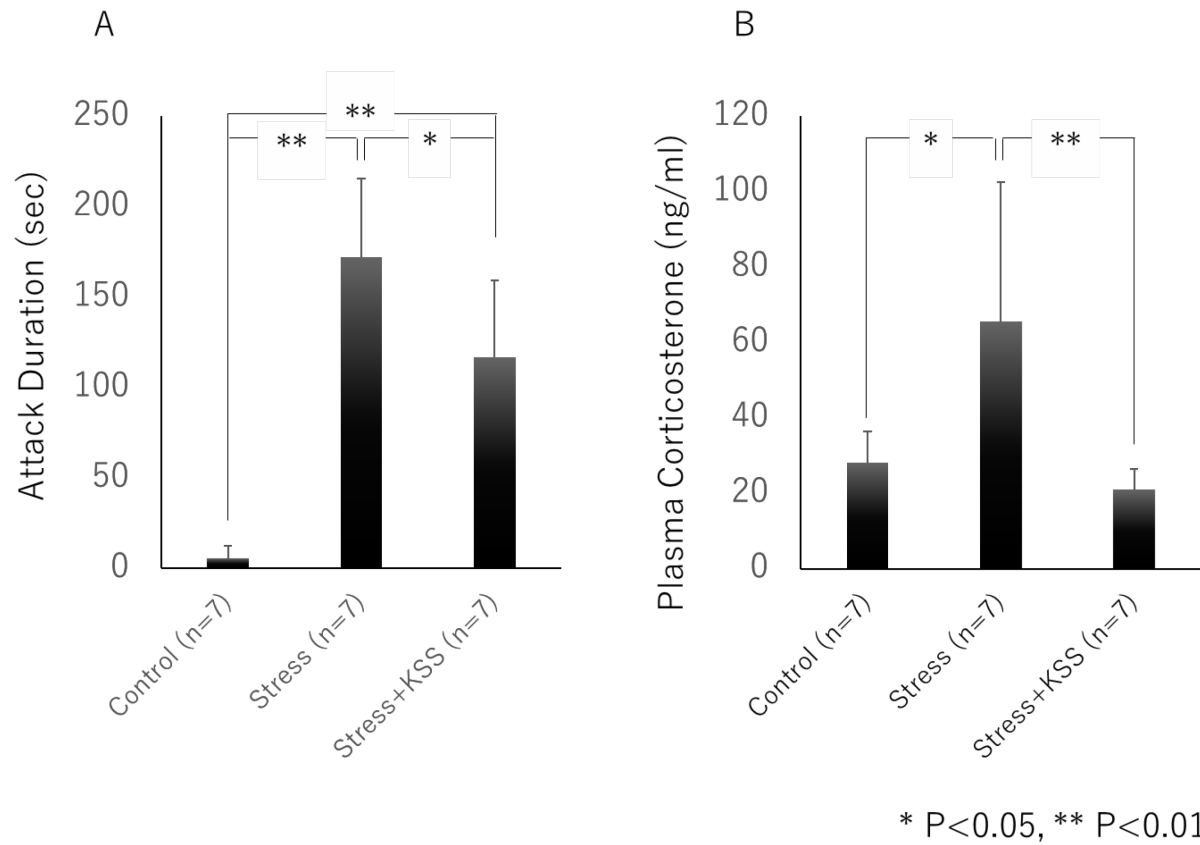 A
Attack Duration (sec)
250
200
150
100
50
0
**
**
*
Control (n=7)
Stress (n=7)
Stress+KSS (n=7)
B
Plasma Corticosterone (ng/ml)
120
100
80
60
40
20
0
*
**
Control (n=7)
Stress (n=7)
Stress+KSS (n=7)
* P<0.05, ** P<0.01